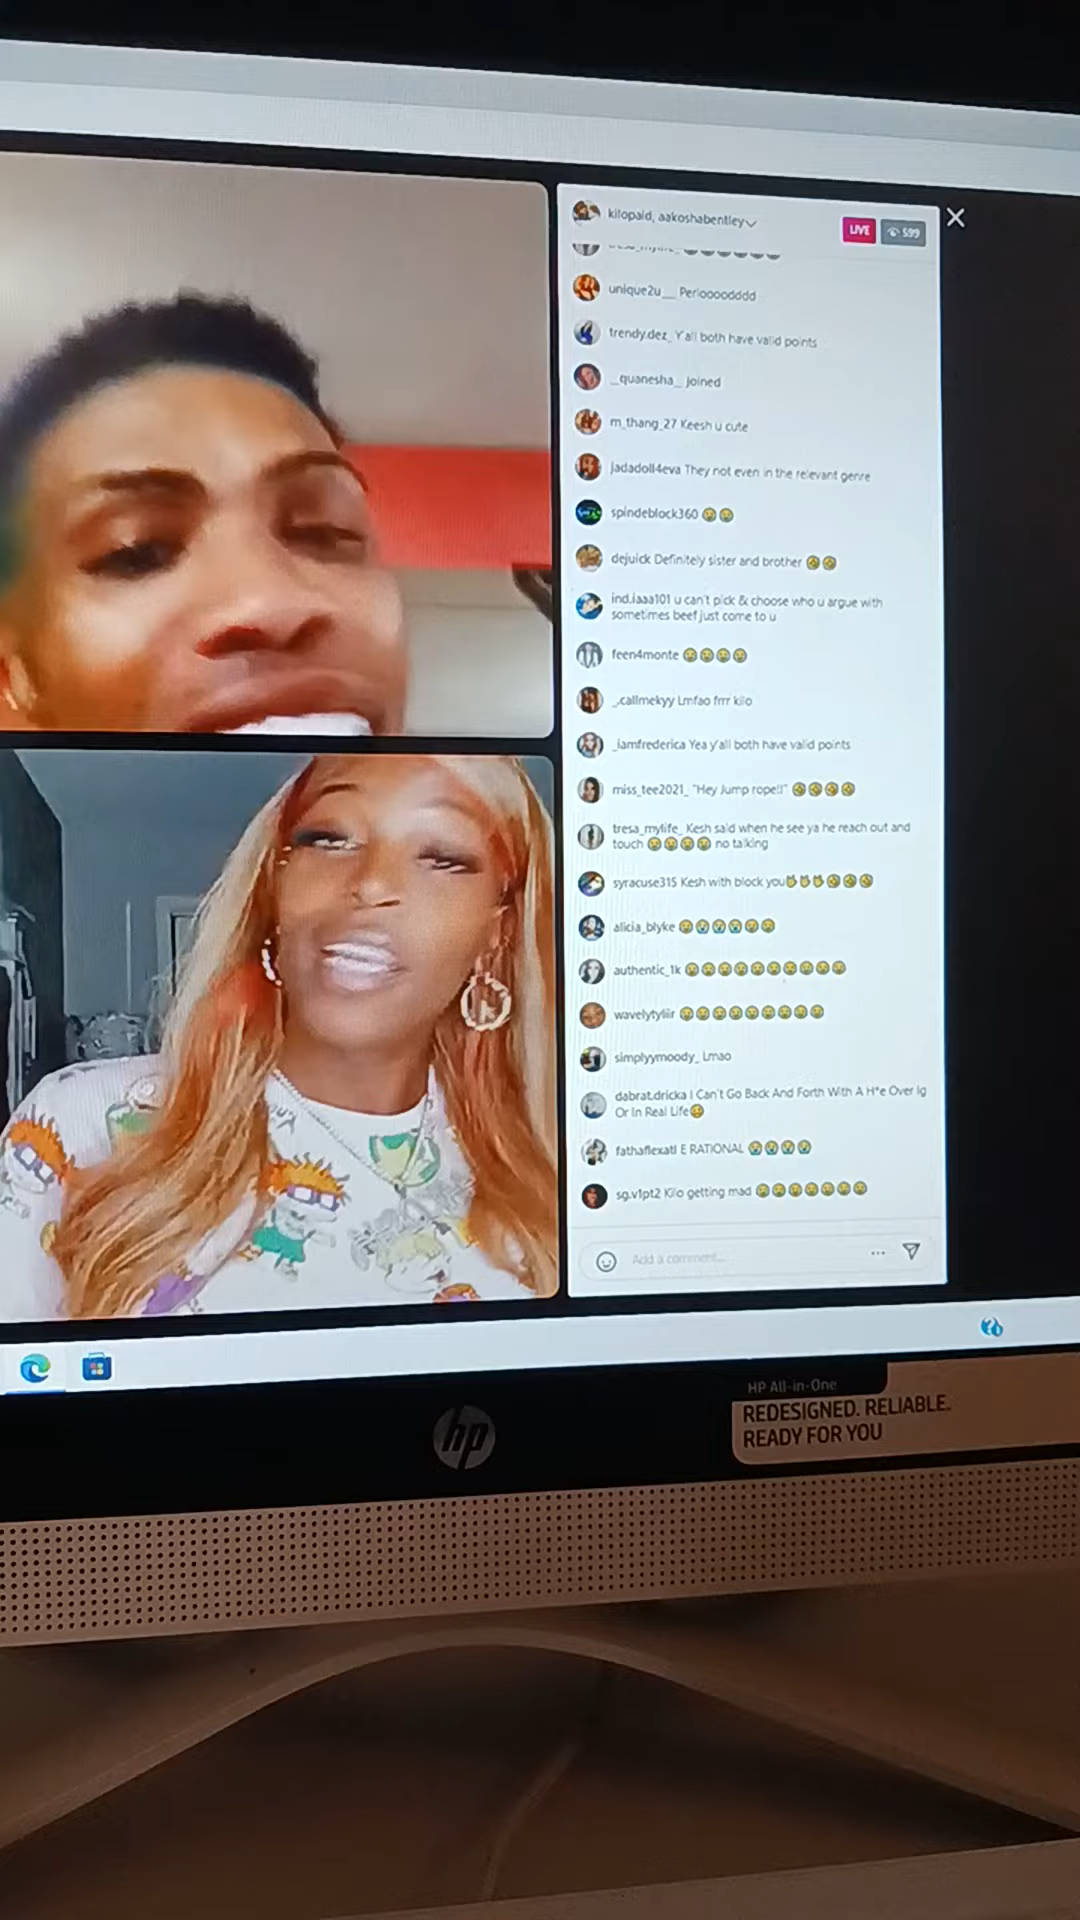 kilopaid, aakoshabentley
LIVE
599
unique2u__ Perioooodddd
trendy.dez_ Y'all both have valid points
_quanesha_ joined
m_thang_27 Keesh u cute
jadadoll4eva They not even in the relevant genre
spindeblock360 😢😢
dejuick Definitely sister and brother 🤣🤣
ind.iaaa101 u can't pick & choose who u argue with
sometimes beef just come to u
feen4monte 😢😢😢😢
_.callmekyy Lmfao frrr kilo
_iamfrederica Yea y'all both have valid points
miss_tee2021_ "Hey Jump rope!!" 🤣🤣🤣🤣
tresa_mylife_ Kesh said when he see ya he reach out and
touch 😢😢😢😢 no talking
syracuse315 Kesh with block you 🤣🤣🤣
alicia_blyke
authentic_1k
wavelytyliir
simplyymoody_ Lmao
dabrat.dricka I Can't Go Back And Forth With A H*e Over Ig
Or In Real Life
fathaflexatl E RATIONAL 😭😭😭😭
sg.v1pt2 Kilo getting mad
Add a comment...
hp
HP All-in-One
REDESIGNED. RELIABLE.
READY FOR YOU